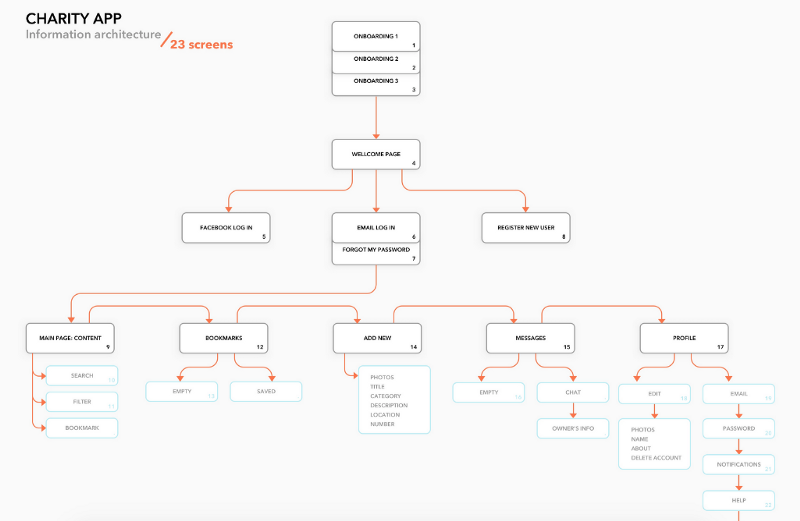 CHARITY APP
Information architecture
23 screens
ONBOARDING 1
1
ONBOARDING 2
2
ONBOARDING 3
3
WELLCOME PAGE
4
FACEBOOK LOG IN
5
EMAIL LOG IN
6
FORGOT MY PASSWORD
7
REGISTER NEW USER
8
MAIN PAGE: CONTENT
9
BOOKMARKS
12
ADD NEW
14
MESSAGES
15
PROFILE
17
SEARCH
10
FILTER
11
BOOKMARK
EMPTY
13
SAVED
PHOTOS
TITLE
CATEGORY
DESCRIPTION
LOCATION
NUMBER
EMPTY
16
CHAT
OWNER'S INFO
EDIT
18
PHOTOS
NAME
ABOUT
DELETE ACCOUNT
EMAIL
19
PASSWORD
20
NOTIFICATIONS
21
HELP
22